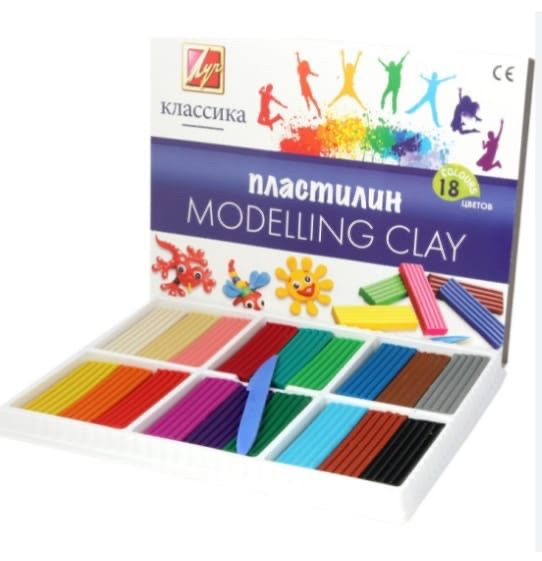 Луч
классика
CE
COLOURS
18
ЦВЕТОВ
пластилин
MODELLING CLAY